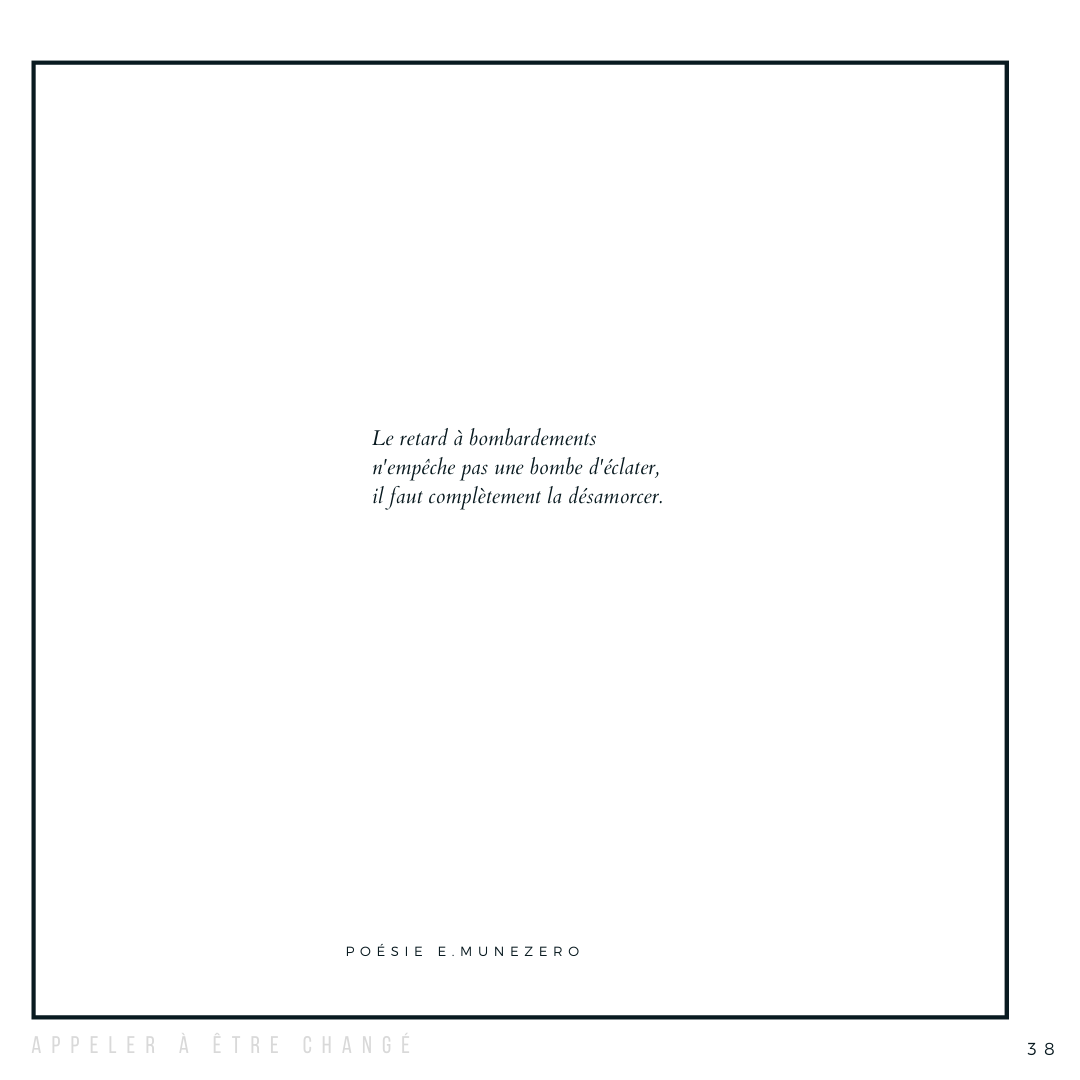 Le retard à bombardements
n'empêche pas une bombe d'éclater,
il faut complètement la désamorcer.
POÉSIE E.MUNEZERO
APPELER À ÊTRE CHANGÉ
38